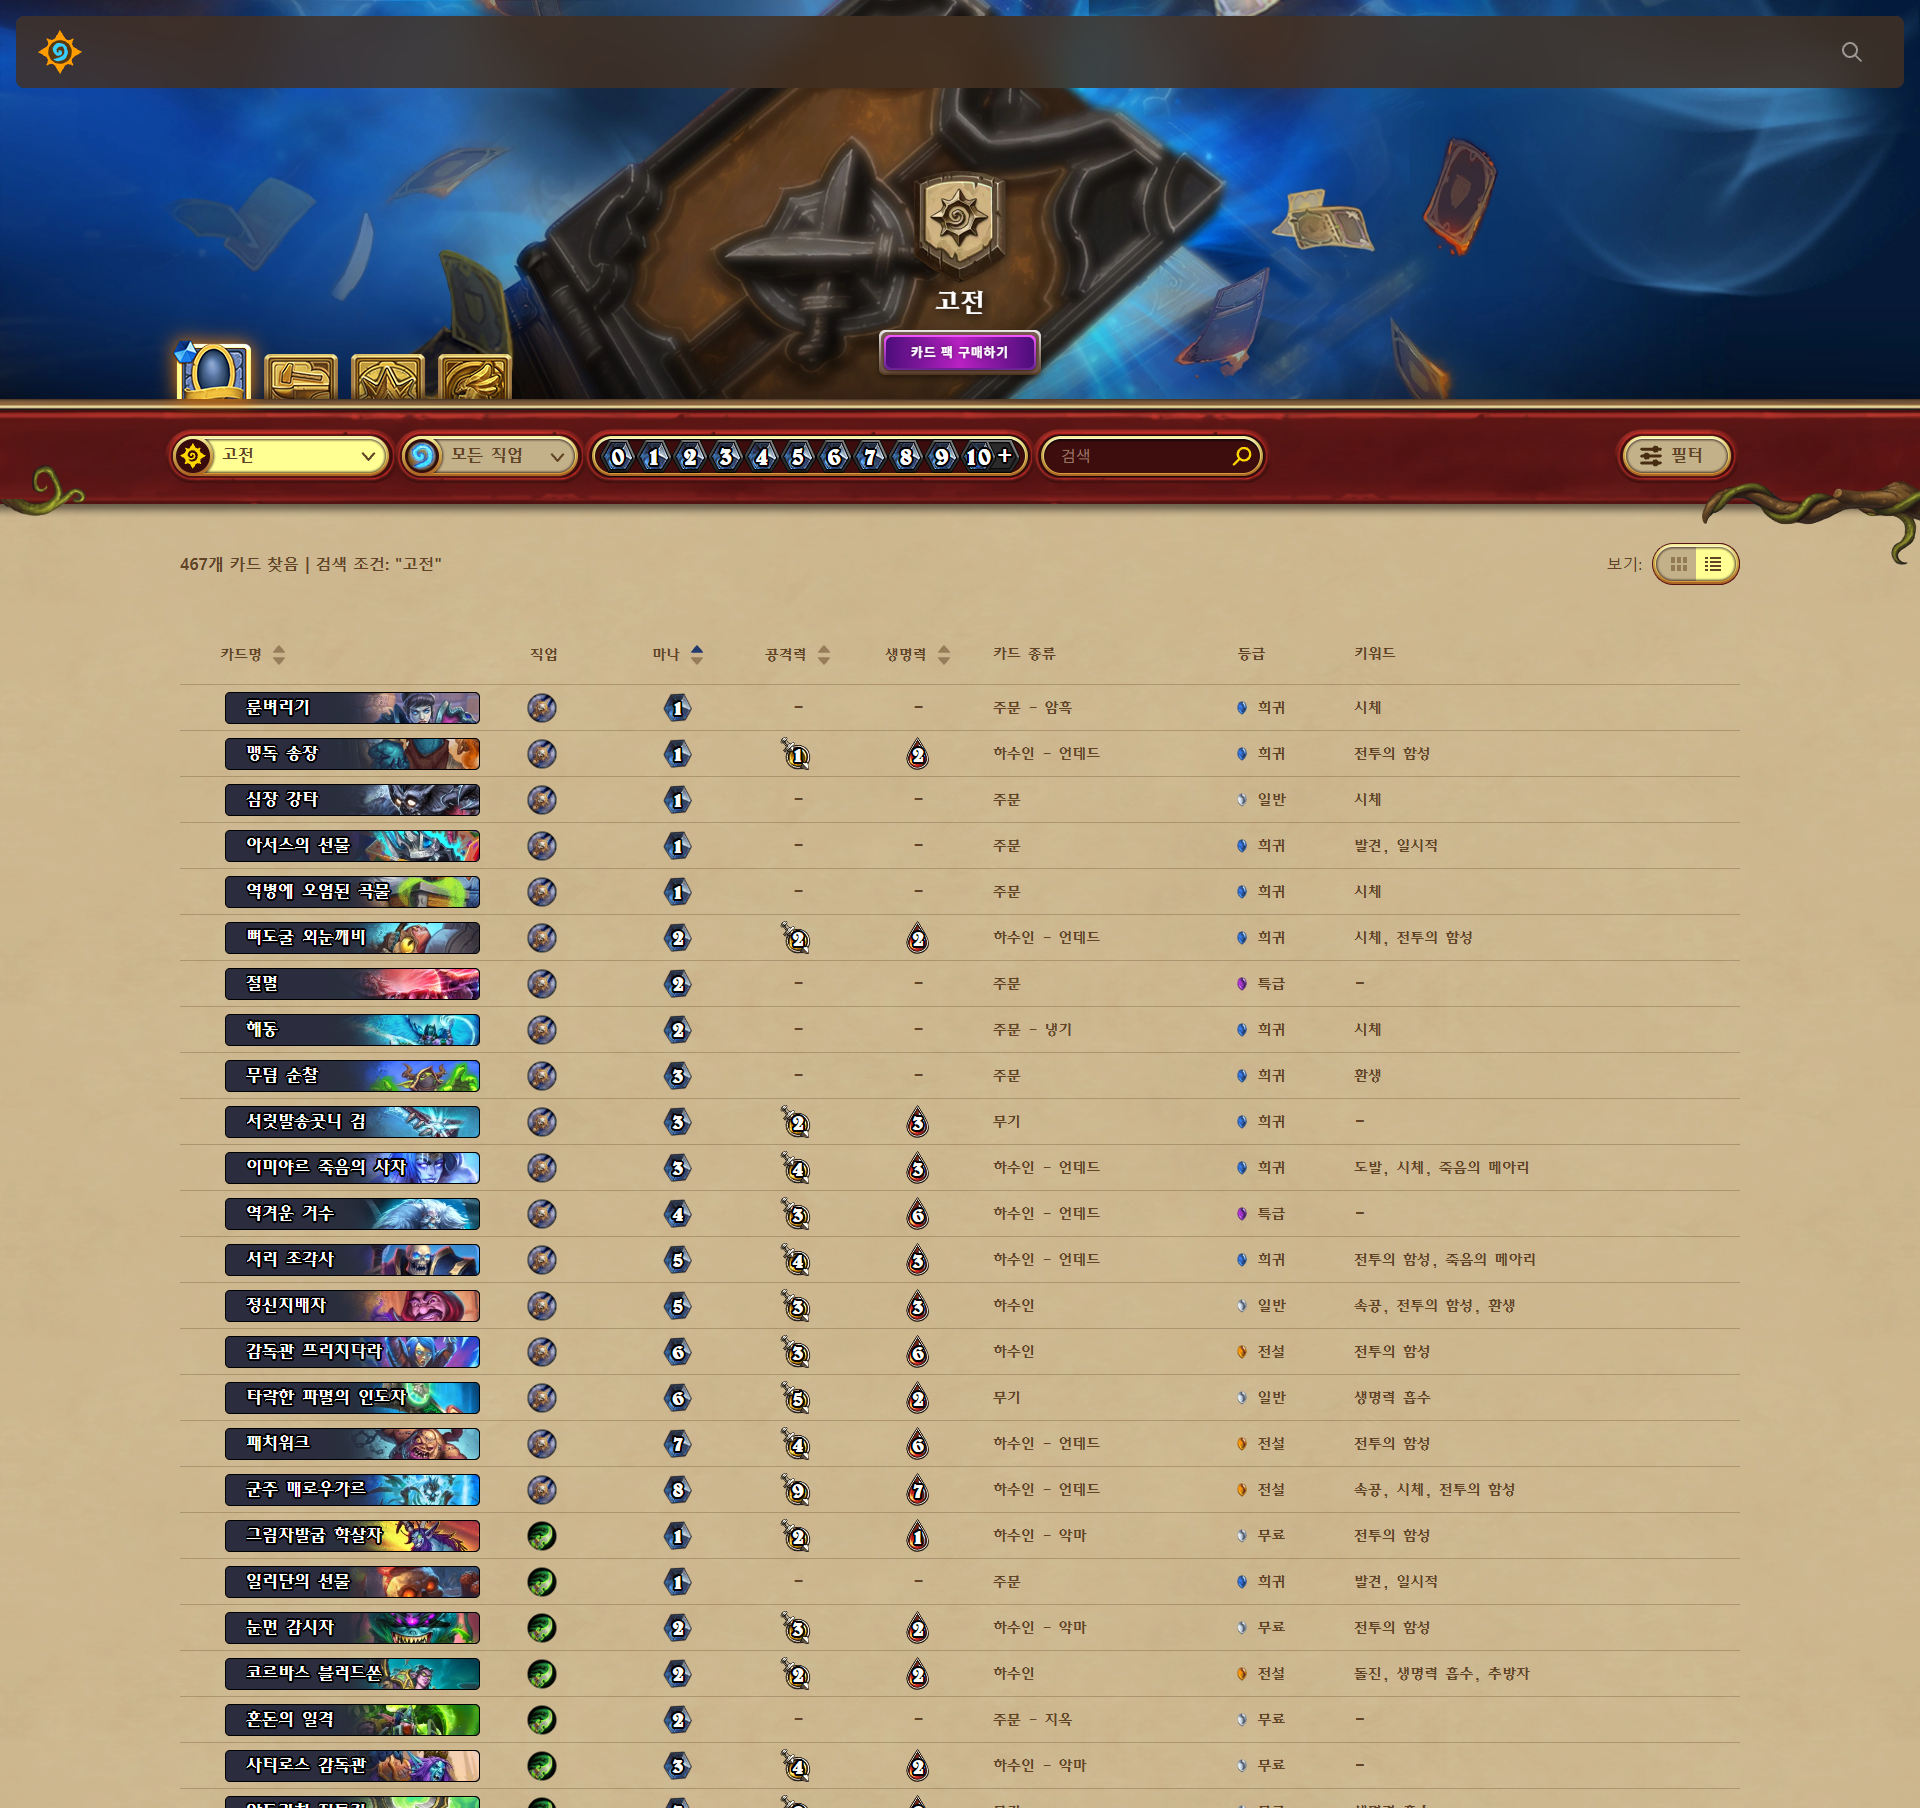 고전
카드 팩 구매하기
고전
모든 직업
0 1 2 3 4 5 6 7 8 9 10 +
검색
필터
467개 카드 찾음 | 검색 조건: "고전"
보기:
카드명 직업 마나 공격력 생명력 카드 종류 등급 키워드
룬벼리기 1 - - 주문 - 암흑 희귀 시체
맹독 송장 1 1 2 하수인 - 언데드 희귀 전투의 함성
심장 강타 1 - - 주문 일반 시체
아서스의 선물 1 - - 주문 희귀 발견, 일시적
역병에 오염된 곡물 1 - - 주문 희귀 시체
뼈도굴 외눈깨비 2 2 2 하수인 - 언데드 희귀 시체, 전투의 함성
절멸 2 - - 주문 특급 -
해동 2 - - 주문 - 냉기 희귀 시체
무덤 순찰 3 - - 주문 희귀 환생
서릿발송곳니 검 3 2 3 무기 희귀 -
이미야르 죽음의 사자 3 4 3 하수인 - 언데드 희귀 도발, 시체, 죽음의 메아리
역겨운 거수 4 3 6 하수인 - 언데드 특급 -
서리 조각사 5 4 3 하수인 - 언데드 희귀 전투의 함성, 죽음의 메아리
정신지배자 5 3 3 하수인 일반 속공, 전투의 함성, 환생
감독관 프리지다라 6 3 6 하수인 전설 전투의 함성
타락한 파멸의 인도자 6 5 2 무기 일반 생명력 흡수
패치워크 7 4 6 하수인 - 언데드 전설 전투의 함성
군주 매로우가르 8 9 7 하수인 - 언데드 전설 속공, 시체, 전투의 함성
그림자발굽 학살자 1 2 1 하수인 - 악마 무료 전투의 함성
일리단의 선물 1 - - 주문 희귀 발견, 일시적
눈먼 감시자 2 3 2 하수인 - 악마 무료 전투의 함성
코르바스 블러드쏜 2 2 2 하수인 전설 돌진, 생명력 흡수, 추방자
혼돈의 일격 2 - - 주문 - 지옥 무료 -
사티로스 감독관 3 4 2 하수인 - 악마 무료 -